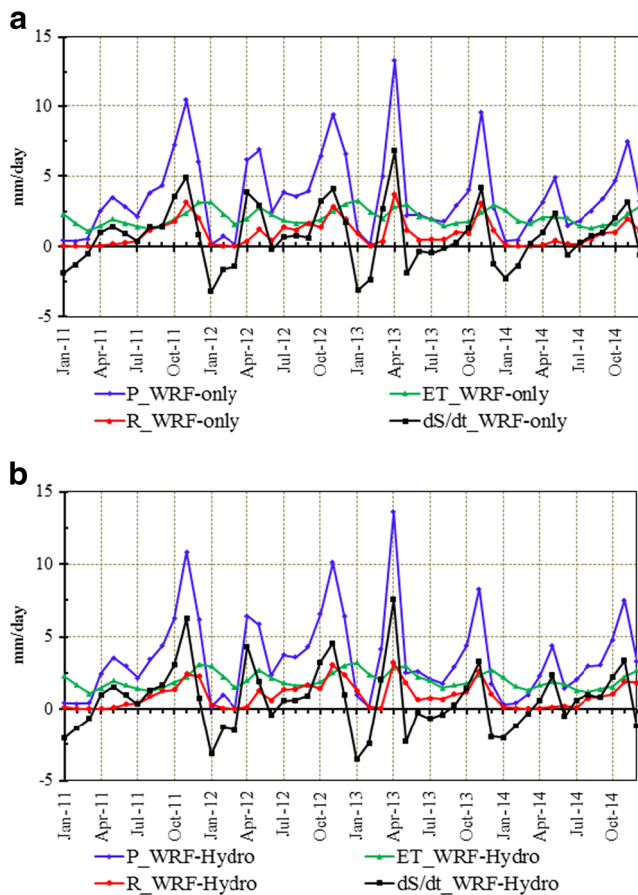 a
15
10
5
0
-5
mm/day
Jan-11 Apr-11 Jul-11 Oct-11 Jan-12 Apr-12 Jul-12 Oct-12 Jan-13 Apr-13 Jul-13 Oct-13 Jan-14 Apr-14 Jul-14 Oct-14
P_WRF-only ET_WRF-only
R_WRF-only dS/dt_WRF-only
b
15
10
5
0
-5
mm/day
Jan-11 Apr-11 Jul-11 Oct-11 Jan-12 Apr-12 Jul-12 Oct-12 Jan-13 Apr-13 Jul-13 Oct-13 Jan-14 Apr-14 Jul-14 Oct-14
P_WRF-Hydro ET_WRF-Hydro
R_WRF-Hydro dS/dt_WRF-Hydro